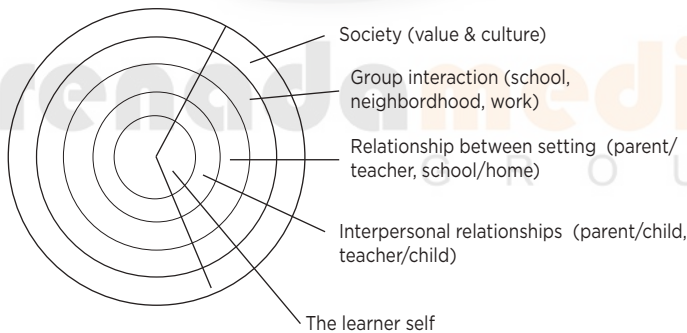 Society (value & culture)
Group interaction (school,
neighbordhood, work)
Relationship between setting (parent/
teacher, school/home)
Interpersonal relationships (parent/child,
teacher/child)
The learner self
renadamedi
G R O U